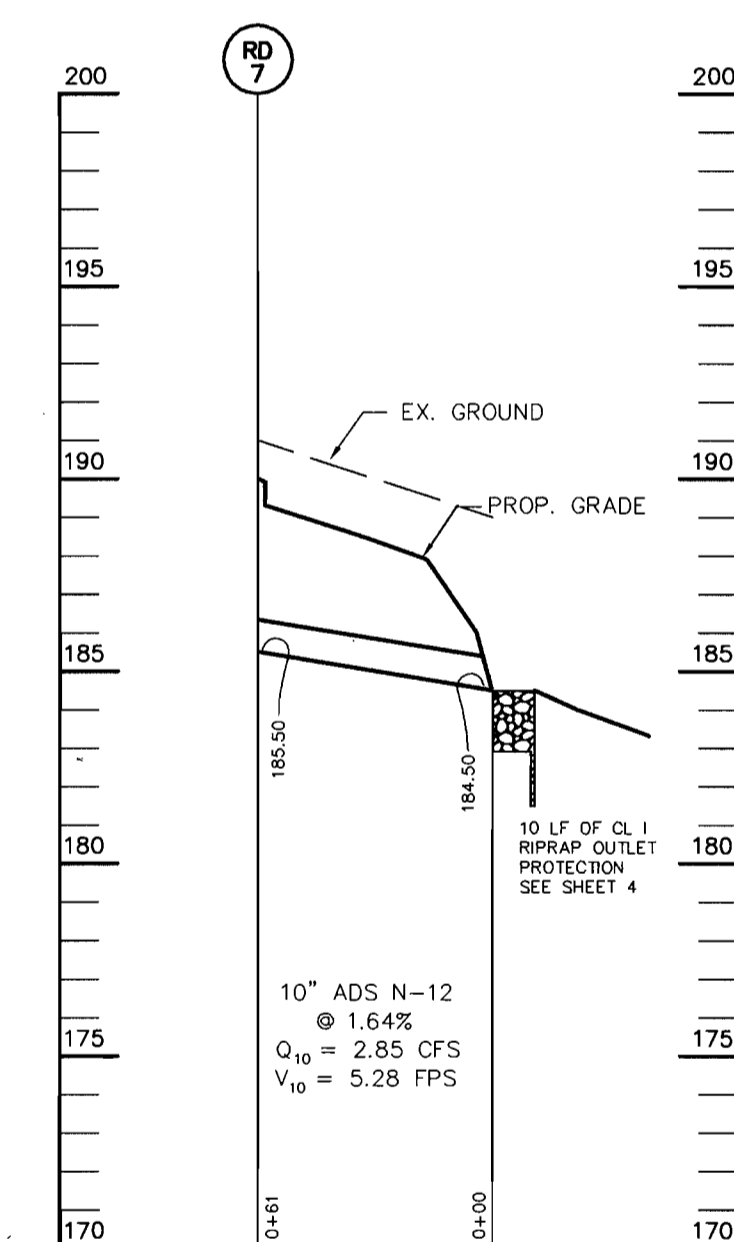 RD
7
200
200
195
195
EX. GROUND
190
190
PROP. GRADE
185
185
185.50
184.50
10 LF OF CL I
RIPRAP OUTLET
PROTECTION
SEE SHEET 4
180
180
10" ADS N-12
@ 1.64%
Q10 = 2.85 CFS
V10 = 5.28 FPS
175
175
0+61
0+00
170
170